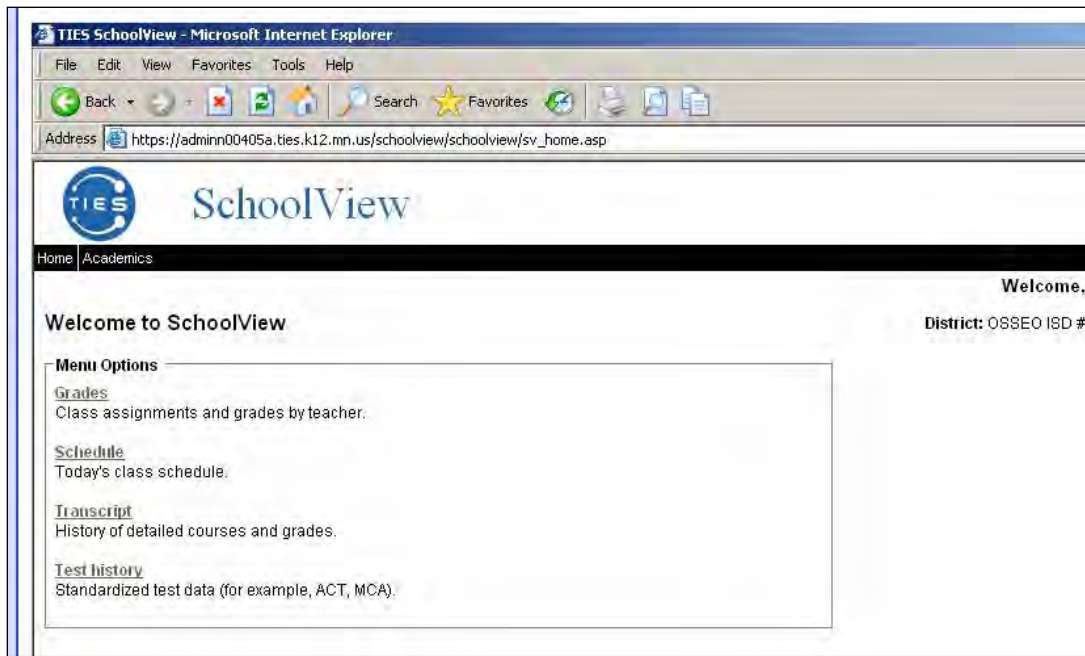 TIES SchoolView - Microsoft Internet Explorer
File Edit View Favorites Tools Help
Back Search Favorites
Address https://adminn00405a.ties.k12.mn.us/schoolview/schoolview/sv_home.asp
TIES SchoolView
Home Academics
Welcome,
Welcome to SchoolView
District: OSSEO ISD #
Menu Options
Grades
Class assignments and grades by teacher.
Schedule
Today's class schedule.
Transcript
History of detailed courses and grades.
Test history
Standardized test data (for example, ACT, MCA).